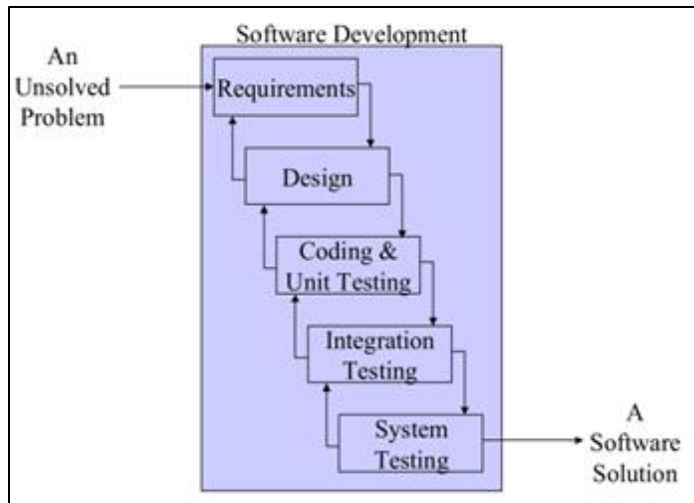 Software Development
An
Unsolved
Problem
Requirements
Design
Coding &
Unit Testing
Integration
Testing
System
Testing
A
Software
Solution